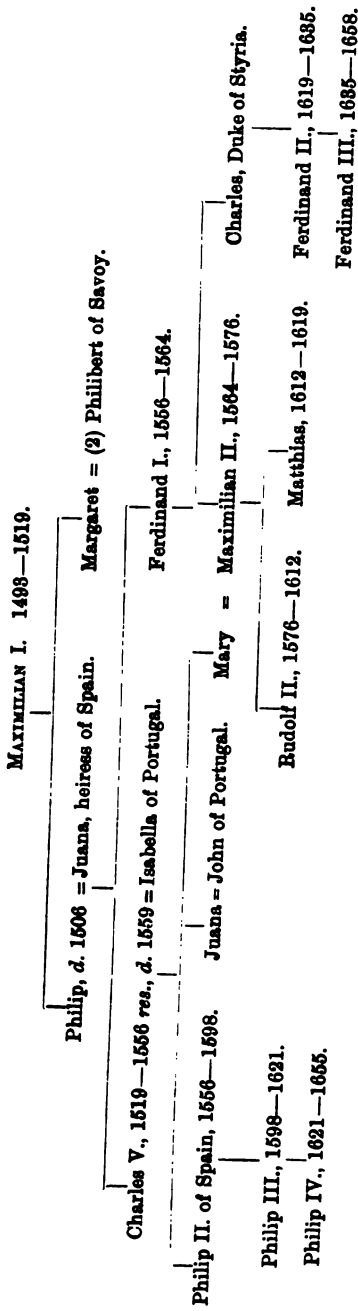 MAXIMILIAN I. 1493—1519.
Philip, d. 1506 = Juana, heiress of Spain. Margaret = (2) Philibert of Savoy.
Charles V., 1519—1556 res., d. 1559 = Isabella of Portugal. Ferdinand I., 1556—1564.
Philip II. of Spain, 1556—1598. Juana = John of Portugal. Mary = Maximilian II., 1564—1576. Charles, Duke of Styria.
Philip III., 1598—1621. Rudolf II., 1576—1612. Matthias, 1612—1619. Ferdinand II., 1619—1635.
Philip IV., 1621—1655. Ferdinand III., 1635—1658.